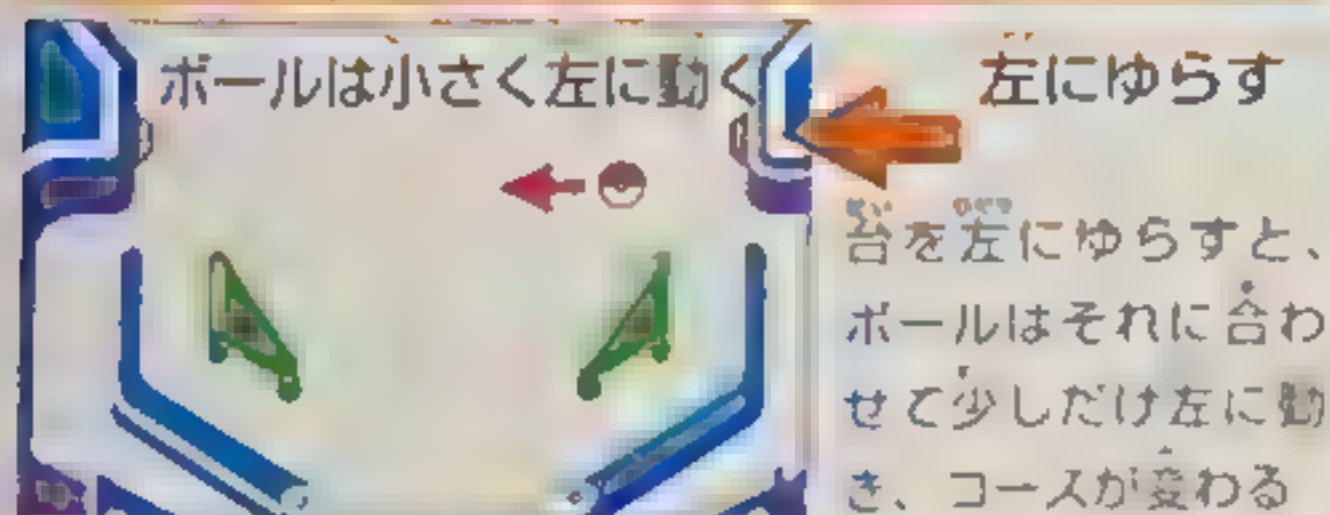 ボールは小さく左に動く
左にゆらす
台を左にゆらすと、
ボールはそれに合わ
せて少しだけ左に動
き、コースが変わる